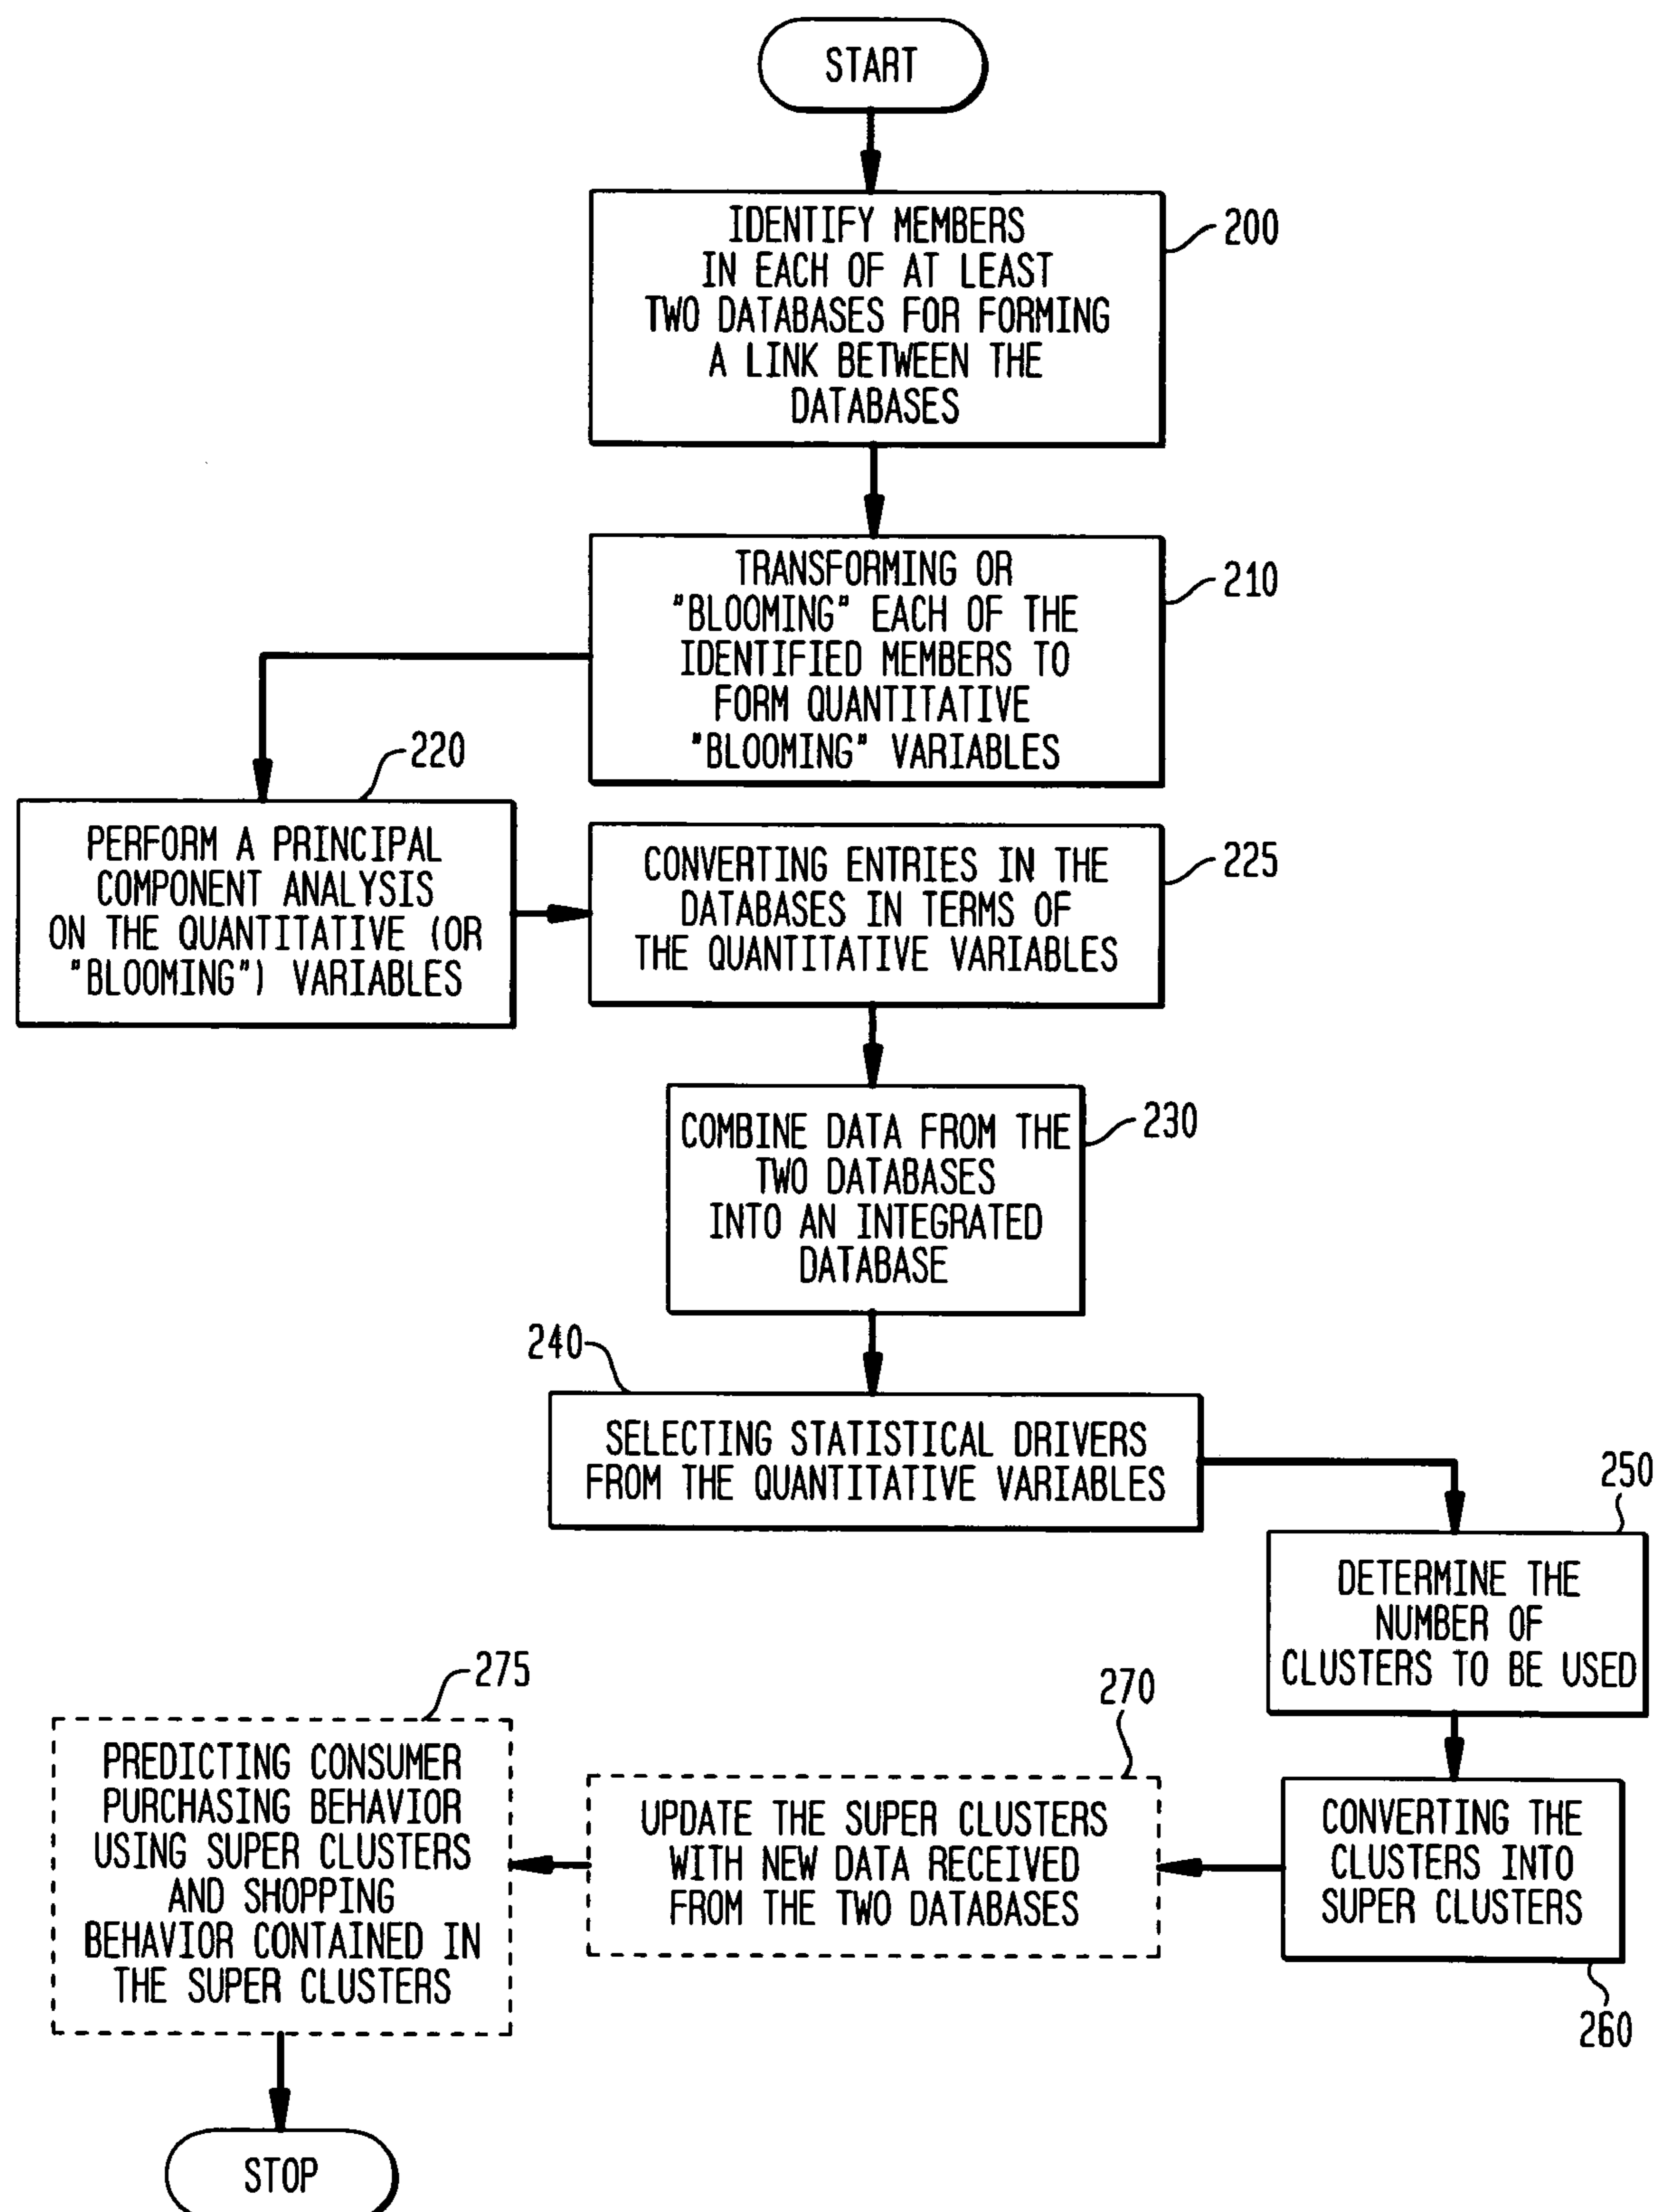 START
IDENTIFY MEMBERS
IN EACH OF AT LEAST
TWO DATABASES FOR FORMING
A LINK BETWEEN THE
DATABASES
200
TRANSFORMING OR
"BLOOMING" EACH OF THE
IDENTIFIED MEMBERS TO
FORM QUANTITATIVE
"BLOOMING" VARIABLES
210
220
PERFORM A PRINCIPAL
COMPONENT ANALYSIS
ON THE QUANTITATIVE (OR
"BLOOMING") VARIABLES
CONVERTING ENTRIES IN THE
DATABASES IN TERMS OF
THE QUANTITATIVE VARIABLES
225
COMBINE DATA FROM THE
TWO DATABASES
INTO AN INTEGRATED
DATABASE
230
240
SELECTING STATISTICAL DRIVERS
FROM THE QUANTITATIVE VARIABLES
250
DETERMINE THE
NUMBER OF
CLUSTERS TO BE USED
CONVERTING THE
CLUSTERS INTO
SUPER CLUSTERS
260
270
UPDATE THE SUPER CLUSTERS
WITH NEW DATA RECEIVED
FROM THE TWO DATABASES
275
PREDICTING CONSUMER
PURCHASING BEHAVIOR
USING SUPER CLUSTERS
AND SHOPPING
BEHAVIOR CONTAINED IN
THE SUPER CLUSTERS
STOP